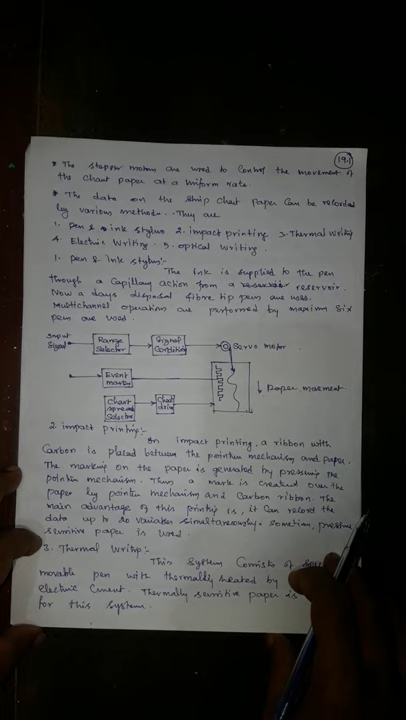 19.1
* The stepper motors are used to control the movement of
the chart paper at a uniform rate.
* The data on the strip chart paper can be recorded
by various methods. They are
1. pen & ink stylus 2. impact printing 3. Thermal writing
4. Electric writing. 5. optical writing.
1. pen & ink stylus:-
The ink is supplied to the pen
through a capillary action from a reservoir.
Now a days disposal fibre tip pen are used.
Multichannel operation are performed by maximum six
pen are used.
Input
signal
Range
selector
Signal
Condition
Servo motor
Event
marker
paper movement
Chart
speed
selector
Chart
drive
2 impact printing:-
In impact printing, a ribbon with
Carbon is placed between the pointer mechanism and paper.
The marking on the paper is generated by pressing the
pointer mechanism. Thus a mark is created over the
paper by pointer mechanism and carbon ribbon. The
main advantage of this printing is, it can record the
data up to 20 variables simultaneously. sometime, pressure
sensitive paper is used.
3. Thermal writing:-
This system consists of
movable pen with thermally heated by
electric current. Thermally sensitive paper is
for this system.